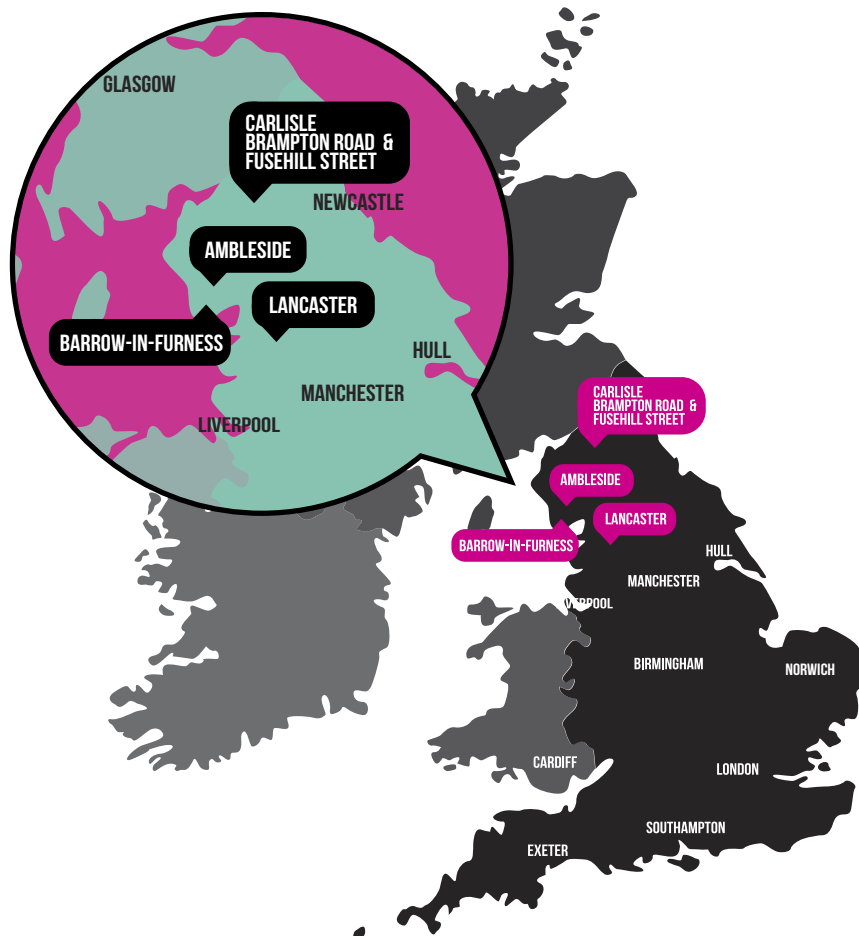 GLASGOW
CARLISLE
BRAMPTON ROAD &
FUSEHILL STREET
NEWCASTLE
AMBLESIDE
LANCASTER
BARROW-IN-FURNESS
HULL
MANCHESTER
LIVERPOOL
CARLISLE
BRAMPTON ROAD &
FUSEHILL STREET
AMBLESIDE
LANCASTER
BARROW-IN-FURNESS
HULL
MANCHESTER
VERPOOL
BIRMINGHAM
NORWICH
CARDIFF
LONDON
SOUTHAMPTON
EXETER